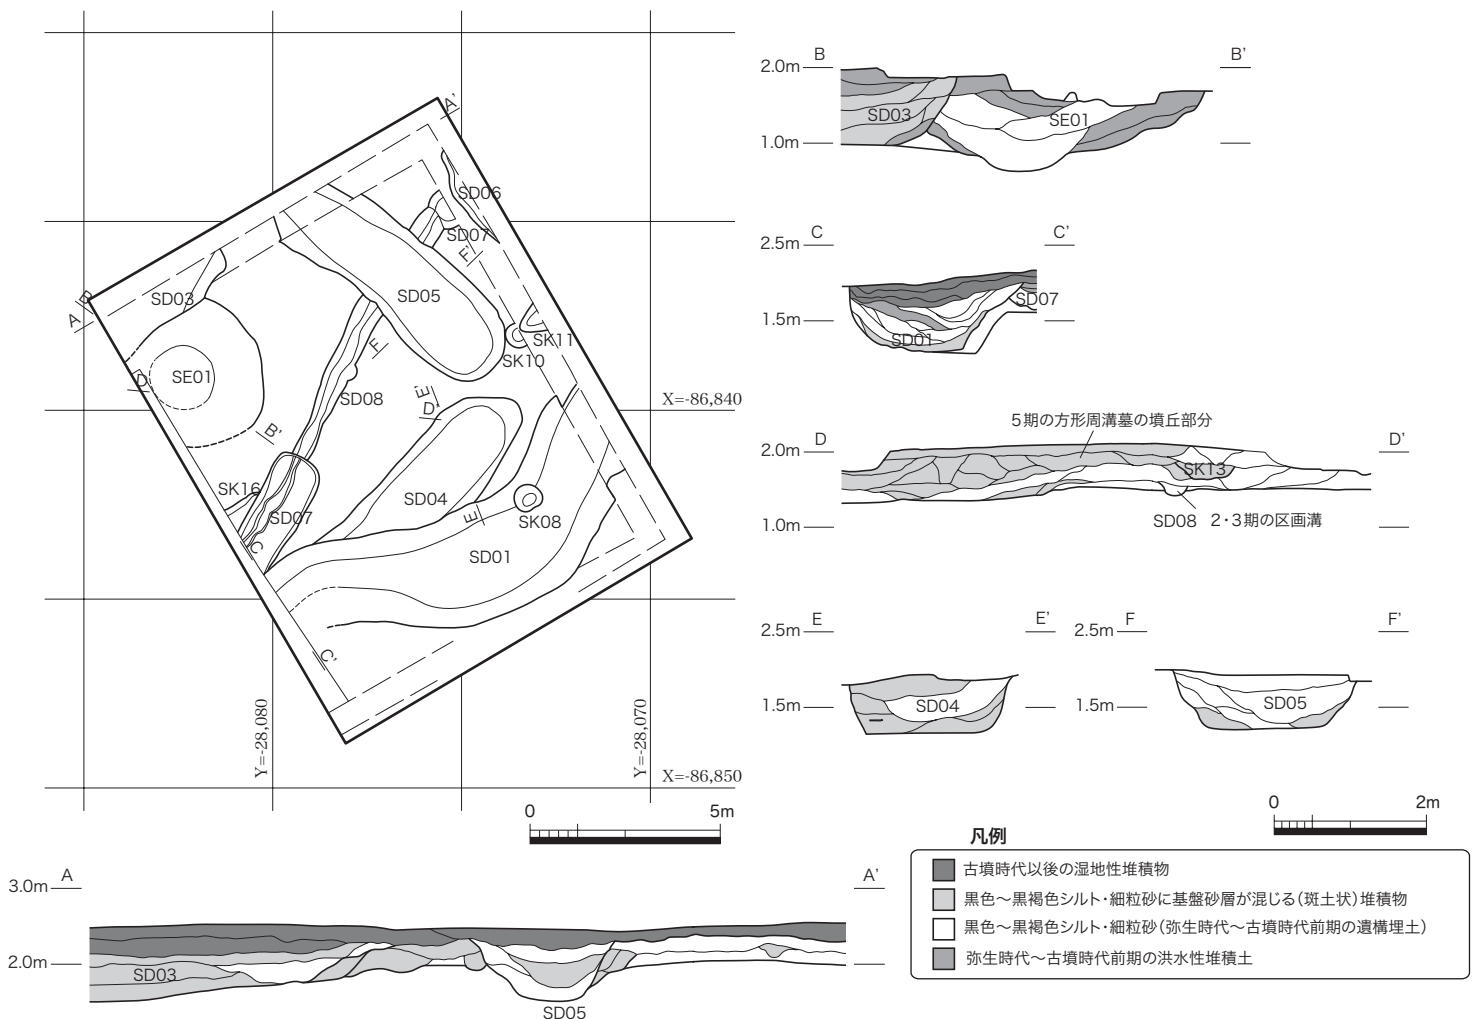 A'
SD06
SD07
F'
SD03
B
A
SD05
SK11
SK10
F
D
SE01
E'
D'
SD08
X=-86,840
B'
SK16
SD04
SK08
SD07
E
C
SD01
C'
Y=-28,080
Y=-28,070
X=-86,850
0 5m
B B'
2.0m
SD03
SE01
1.0m
C C'
2.5m
SD07
1.5m
SD01
5期の方形周溝墓の墳丘部分
D D'
2.0m
SK13
SD08 2・3期の区画溝
1.0m
E E'
2.5m
SD04
1.5m
F F'
2.5m
SD05
1.5m
0 2m
3.0m A A'
2.0m
SD03
SD05
凡例
古墳時代以後の湿地性堆積物
黒色～黒褐色シルト・細粒砂に基盤砂層が混じる（斑土状）堆積物
黒色～黒褐色シルト・細粒砂（弥生時代～古墳時代前期の遺構埋土）
弥生時代～古墳時代前期の洪水性堆積土